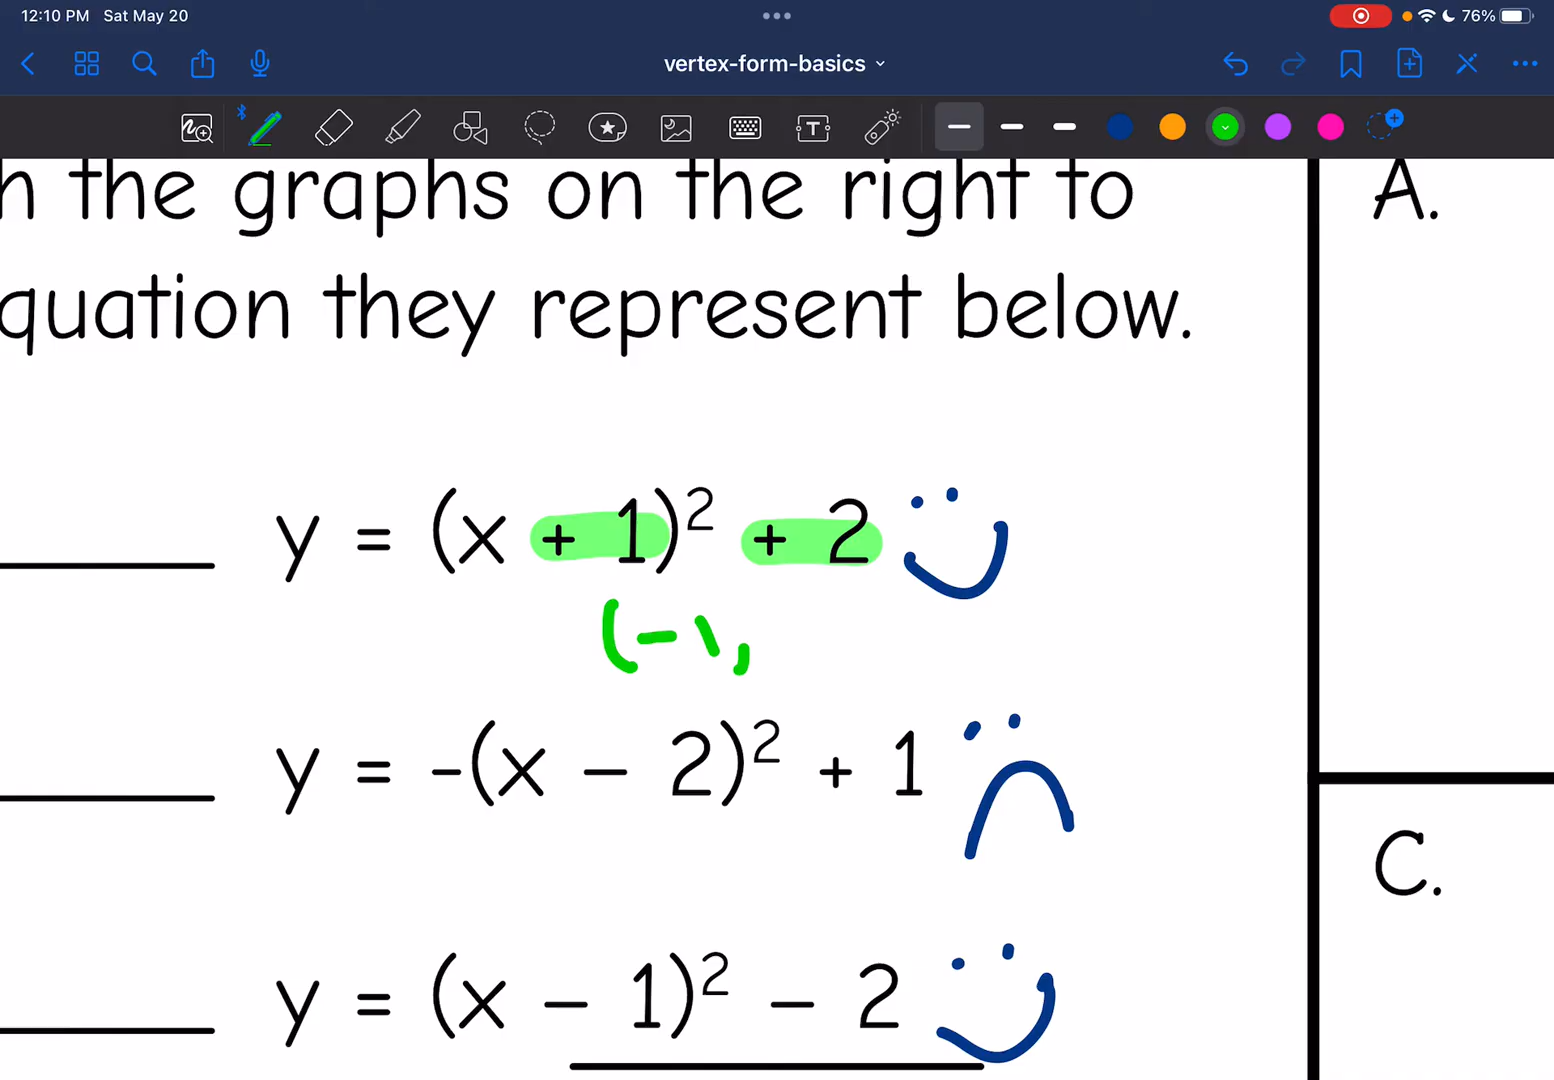 12:10 PM Sat May 20
76%
vertex-form-basics
T
h the graphs on the right to
A.
quation they represent below.
y = (x + 1)² + 2
(-1,
y = -(x – 2)² + 1
C.
y = (x – 1)² – 2